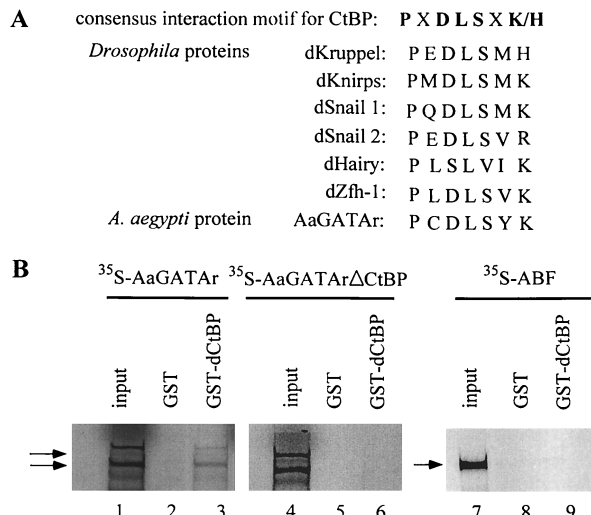 A
consensus interaction motif for CtBP: P X D L S X K/H
Drosophila proteins dKruppel: P E D L S M H
dKnirps: P M D L S M K
dSnail 1: P Q D L S M K
dSnail 2: P E D L S V R
dHairy: P L S L V I K
dZfh-1: P L D L S V K
A. aegypti protein AaGATAr: P C D L S Y K
B
35S-AaGATAr 35S-AaGATAr△CtBP 35S-ABF
input GST GST-dCtBP input GST GST-dCtBP input GST GST-dCtBP
1 2 3 4 5 6 7 8 9